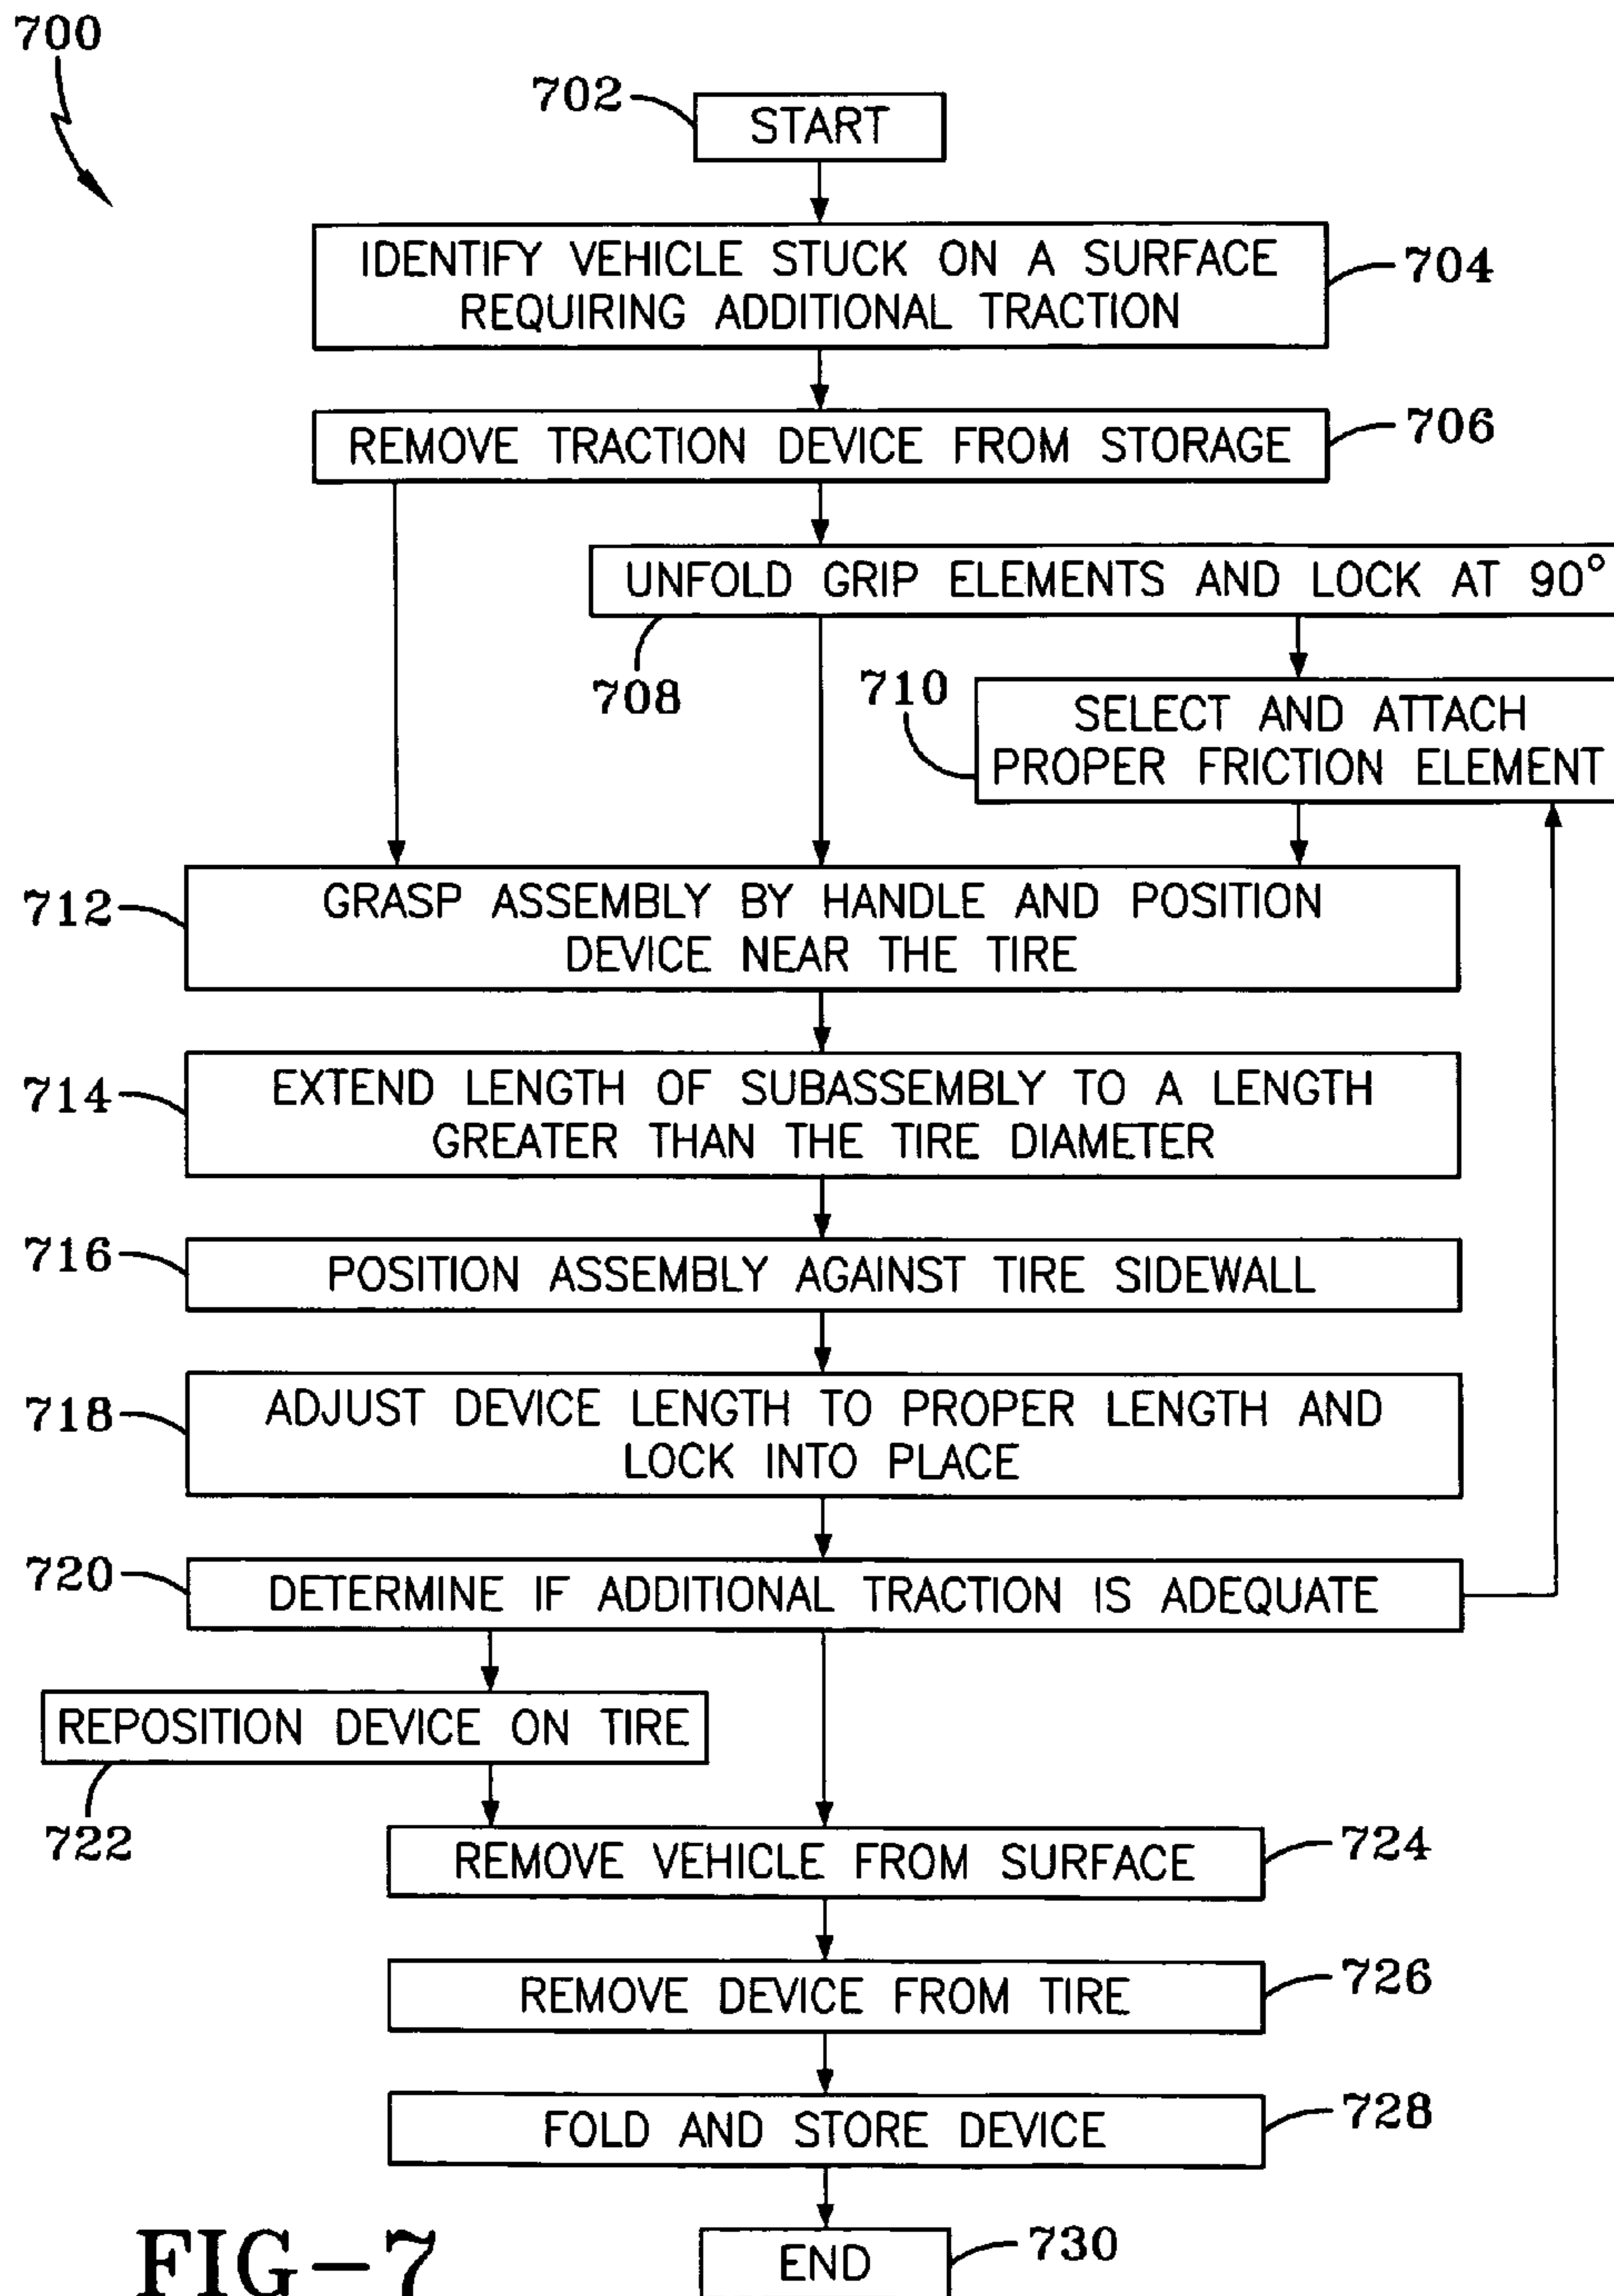 700
702
START
IDENTIFY VEHICLE STUCK ON A SURFACE
REQUIRING ADDITIONAL TRACTION
704
REMOVE TRACTION DEVICE FROM STORAGE
706
UNFOLD GRIP ELEMENTS AND LOCK AT 90°
708
710
SELECT AND ATTACH
PROPER FRICTION ELEMENT
712
GRASP ASSEMBLY BY HANDLE AND POSITION
DEVICE NEAR THE TIRE
714
EXTEND LENGTH OF SUBASSEMBLY TO A LENGTH
GREATER THAN THE TIRE DIAMETER
716
POSITION ASSEMBLY AGAINST TIRE SIDEWALL
718
ADJUST DEVICE LENGTH TO PROPER LENGTH AND
LOCK INTO PLACE
720
DETERMINE IF ADDITIONAL TRACTION IS ADEQUATE
REPOSITION DEVICE ON TIRE
722
REMOVE VEHICLE FROM SURFACE
724
REMOVE DEVICE FROM TIRE
726
FOLD AND STORE DEVICE
728
END
730
FIG-7